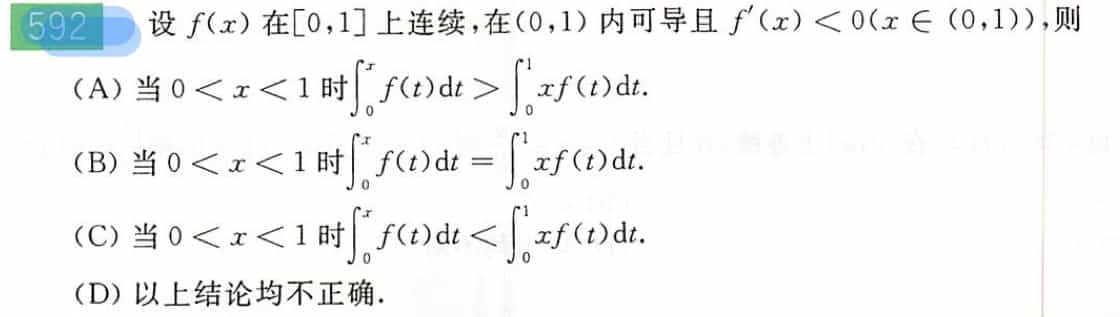 592 设 f(x) 在[0,1] 上连续,在(0,1) 内可导且 f′(x) < 0(x ∈ (0,1)),则
(A) 当 0 < x < 1 时∫₀ˣ f(t)dt > ∫₀¹ xf(t)dt.
(B) 当 0 < x < 1 时∫₀ˣ f(t)dt = ∫₀¹ xf(t)dt.
(C) 当 0 < x < 1 时∫₀ˣ f(t)dt < ∫₀¹ xf(t)dt.
(D) 以上结论均不正确.